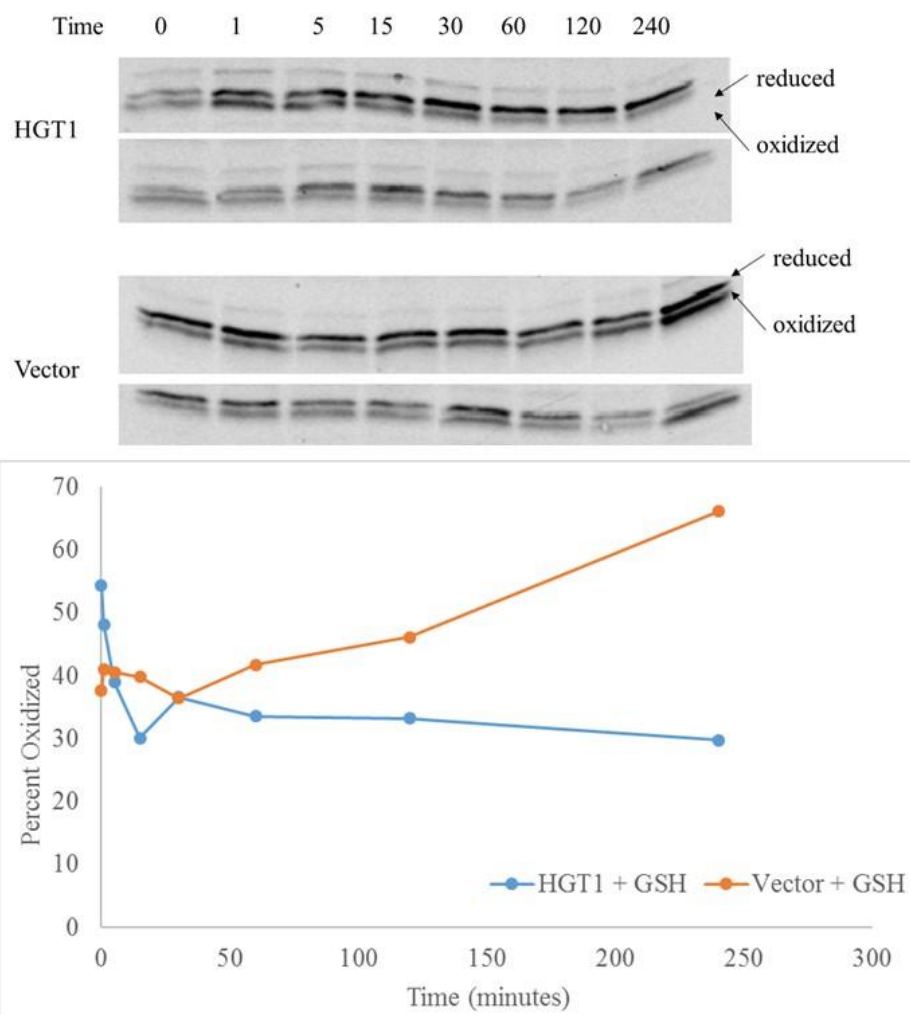 Time 0 1 5 15 30 60 120 240
reduced
HGT1
oxidized
reduced
oxidized
Vector
70
60
50
40
30
20
10
0
Percent Oxidized
HGT1 + GSH Vector + GSH
0 50 100 150 200 250 300
Time (minutes)